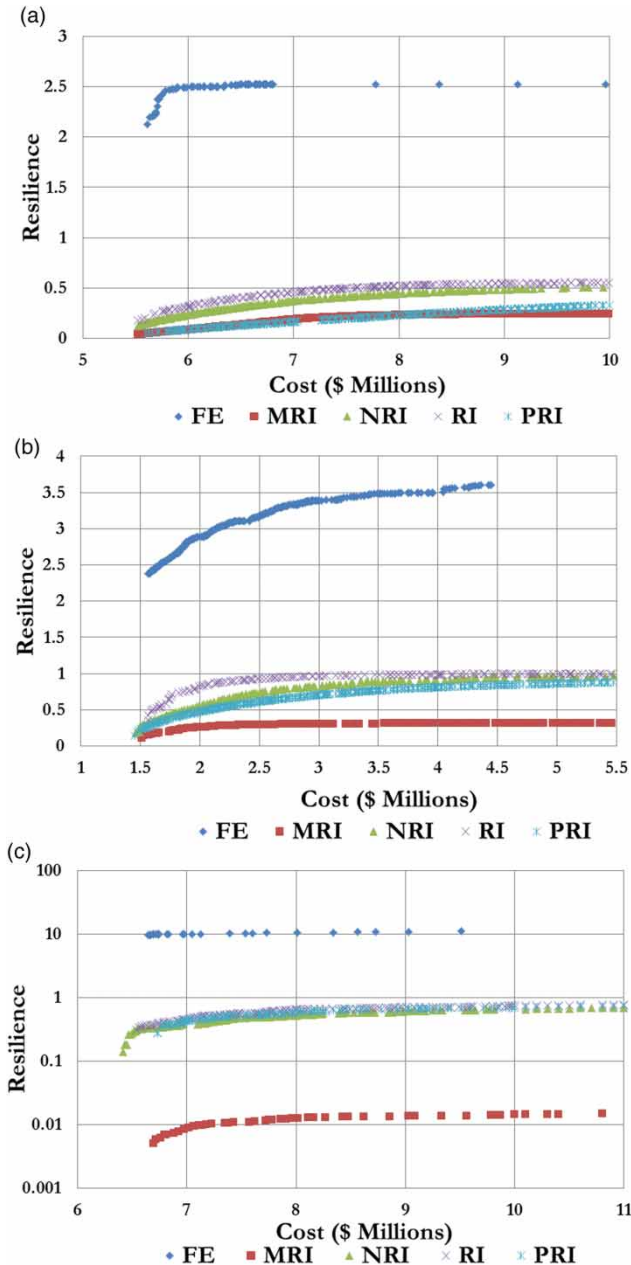 (a)
3
2.5
2
1.5
1
0.5
0
Resilience
5 6 7 8 9 10
Cost ($ Millions)
FE MRI NRI RI PRI
(b)
4
3.5
3
2.5
2
1.5
1
0.5
0
Resilience
1 1.5 2 2.5 3 3.5 4 4.5 5 5.5
Cost ($ Millions)
FE MRI NRI RI PRI
(c)
100
10
1
0.1
0.01
0.001
Resilience
6 7 8 9 10 11
Cost ($ Millions)
FE MRI NRI RI PRI